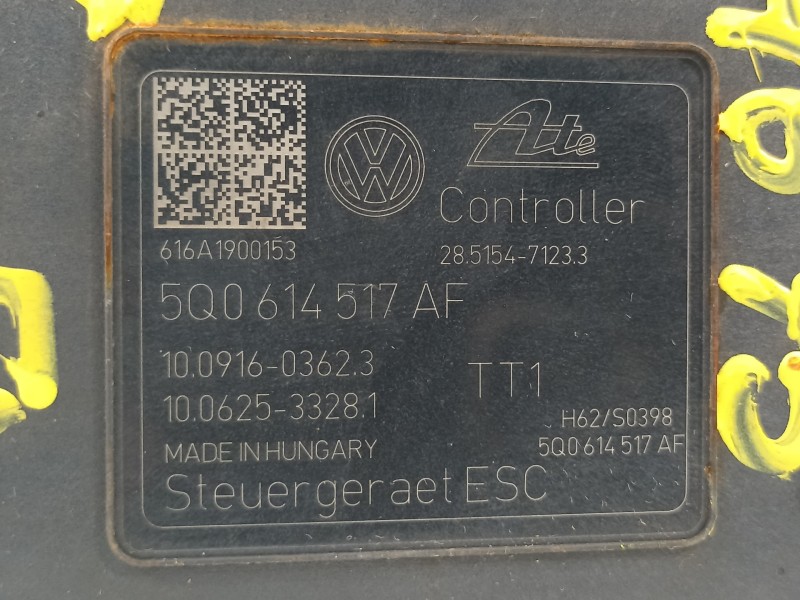 Ate
Controller
616A1900153
28.5154-7123.3
5Q0 614 517 AF
10.0916-0362.3
TT1
10.0625-3328.1
H62/S0398
MADE IN HUNGARY
5Q0 614 517 AF
Steuergeraet ESC